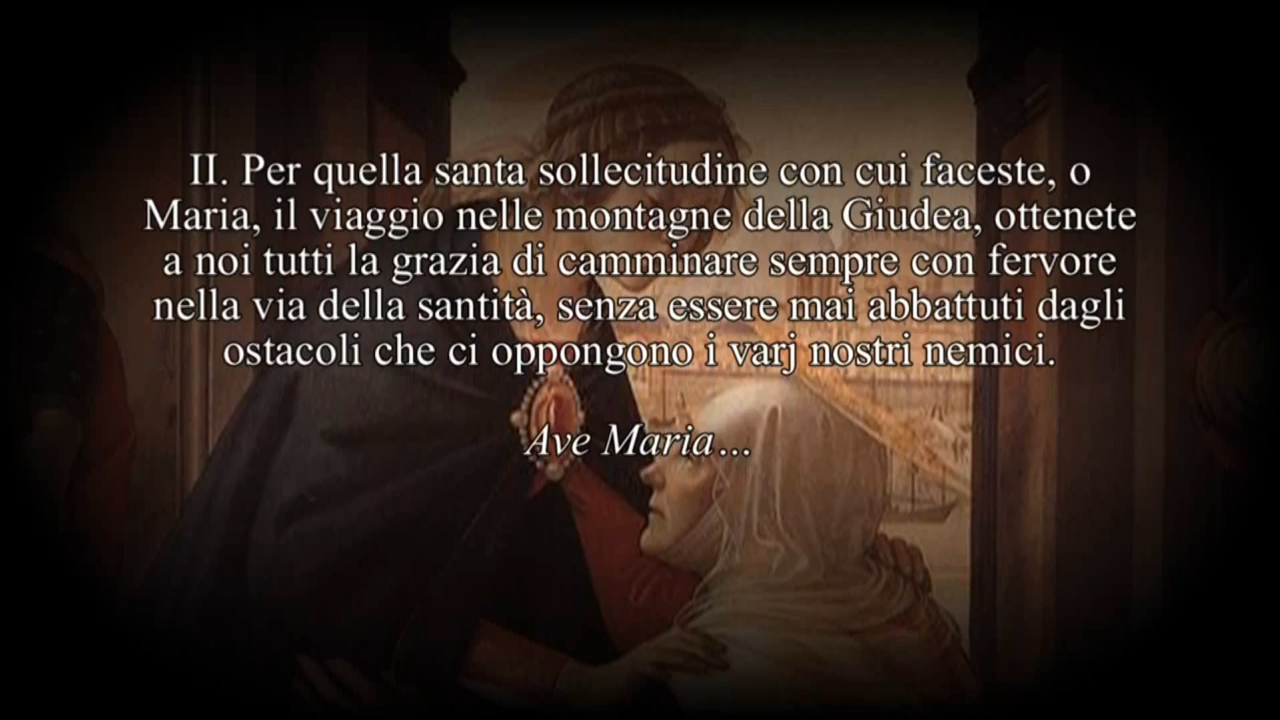 II. Per quella santa sollecitudine con cui faceste, o
Maria, il viaggio nelle montagne della Giudea, ottenete
a noi tutti la grazia di camminare sempre con fervore
nella via della santità, senza essere mai abbattuti dagli
ostacoli che ci oppongono i varj nostri nemici.
Ave Maria...